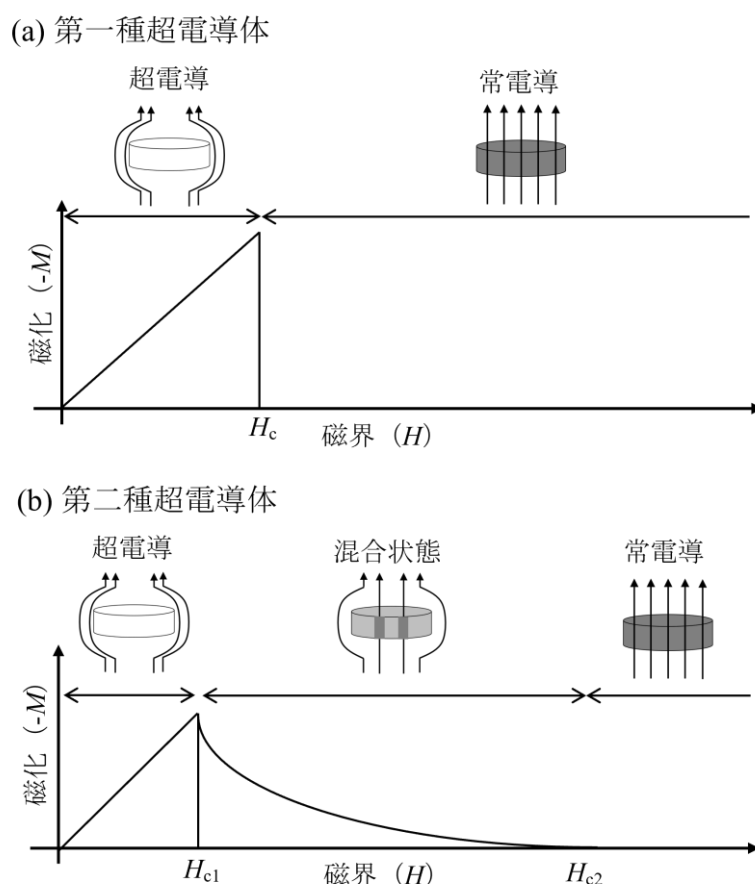 (a) 第一種超電導体
超電導
常電導
磁化 (-M)
Hc
磁界 (H)
(b) 第二種超電導体
超電導
混合状態
常電導
磁化 (-M)
Hc1
磁界 (H)
Hc2